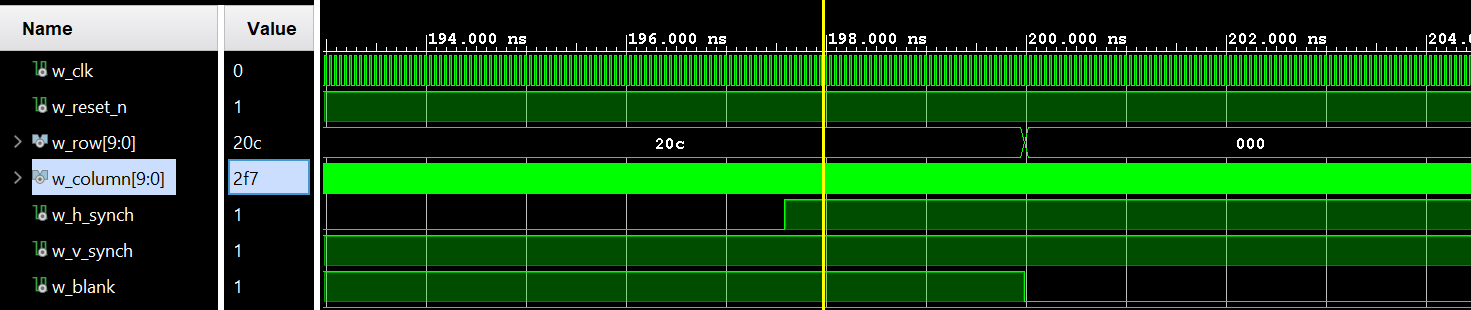 Name Value 194.000 ns 196.000 ns 198.000 ns 200.000 ns 202.000 ns 204.
w_clk 0
w_reset_n 1
w_row[9:0] 20c 20c 000
w_column[9:0] 2f7
w_h_synch 1
w_v_synch 1
w_blank 1